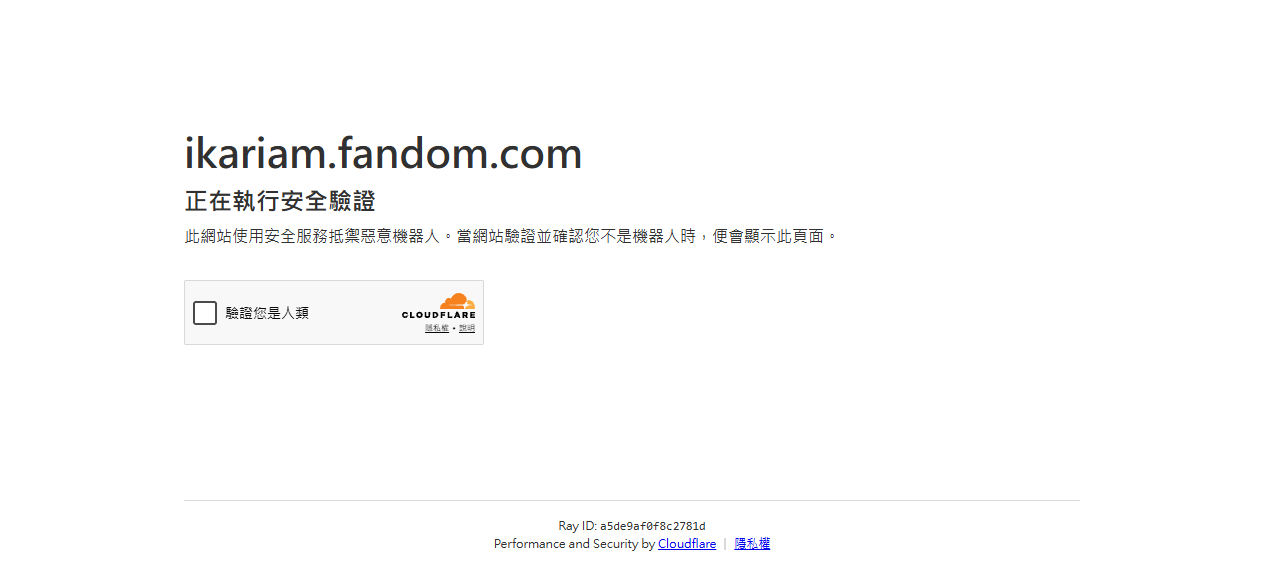 ikariam.fandom.com
正在執行安全驗證
此網站使用安全服務抵禦惡意機器人。當網站驗證並確認您不是機器人時，便會顯示此頁面。
驗證您是人類
CLOUDFLARE
隱私權 • 說明
Ray ID: a5de9af0f8c2781d
Performance and Security by Cloudflare | 隱私權